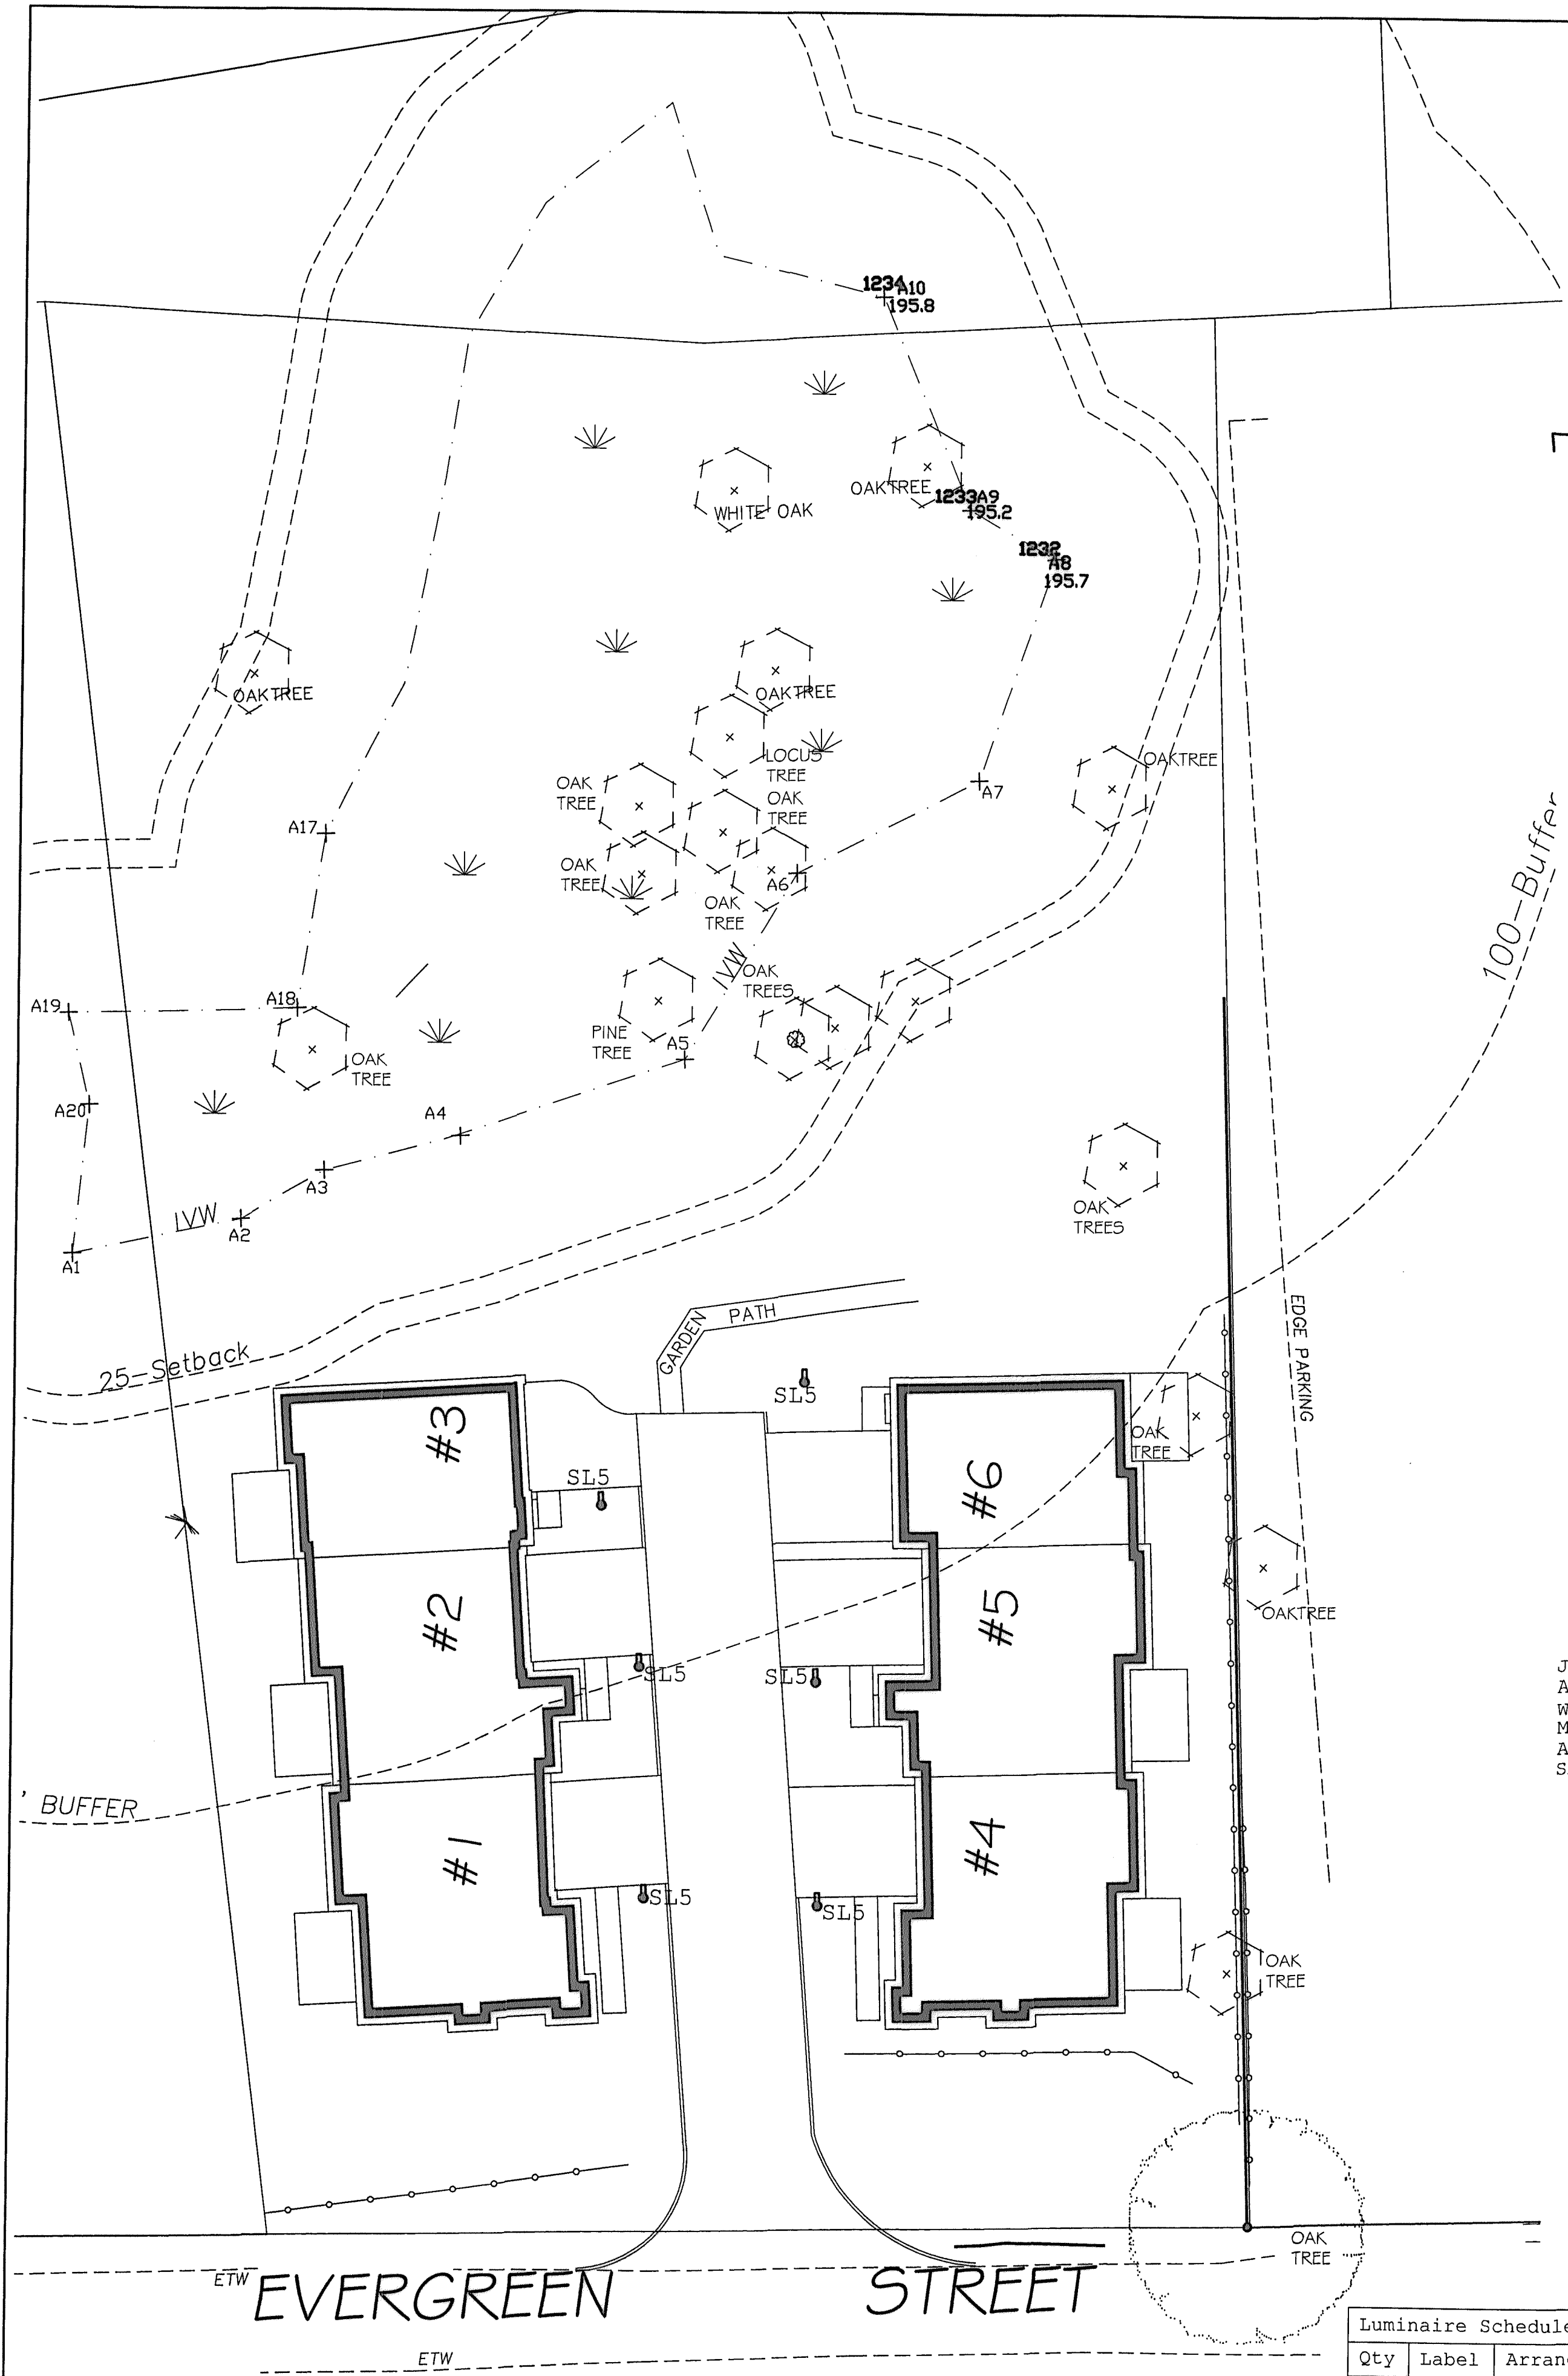 1234
A10
195.8
WHITE OAK
OAKTREE
1233
A9
195.2
1232
A8
195.7
OAKTREE
OAKTREE
LOCUS
TREE
OAKTREE
OAK
TREE
OAK
TREE
A7
A17
OAK
TREE
A6
OAK
TREE
100-Buffer
IVW
OAK
TREES
A19
A18
PINE
TREE
A5
OAK
TREE
A20
A4
A3
OAK
TREES
IVW
A2
A1
GARDEN PATH
EDGE PARKING
25-Setback
SL5
#3
OAK
TREE
SL5
#6
#2
#5
OAKTREE
SL5
SL5
' BUFFER
#1
#4
SL5
SL5
OAK
TREE
OAK
TREE
ETW
EVERGREEN STREET
ETW
Luminaire Schedule
Qty Label
J
A
W
M
A
S